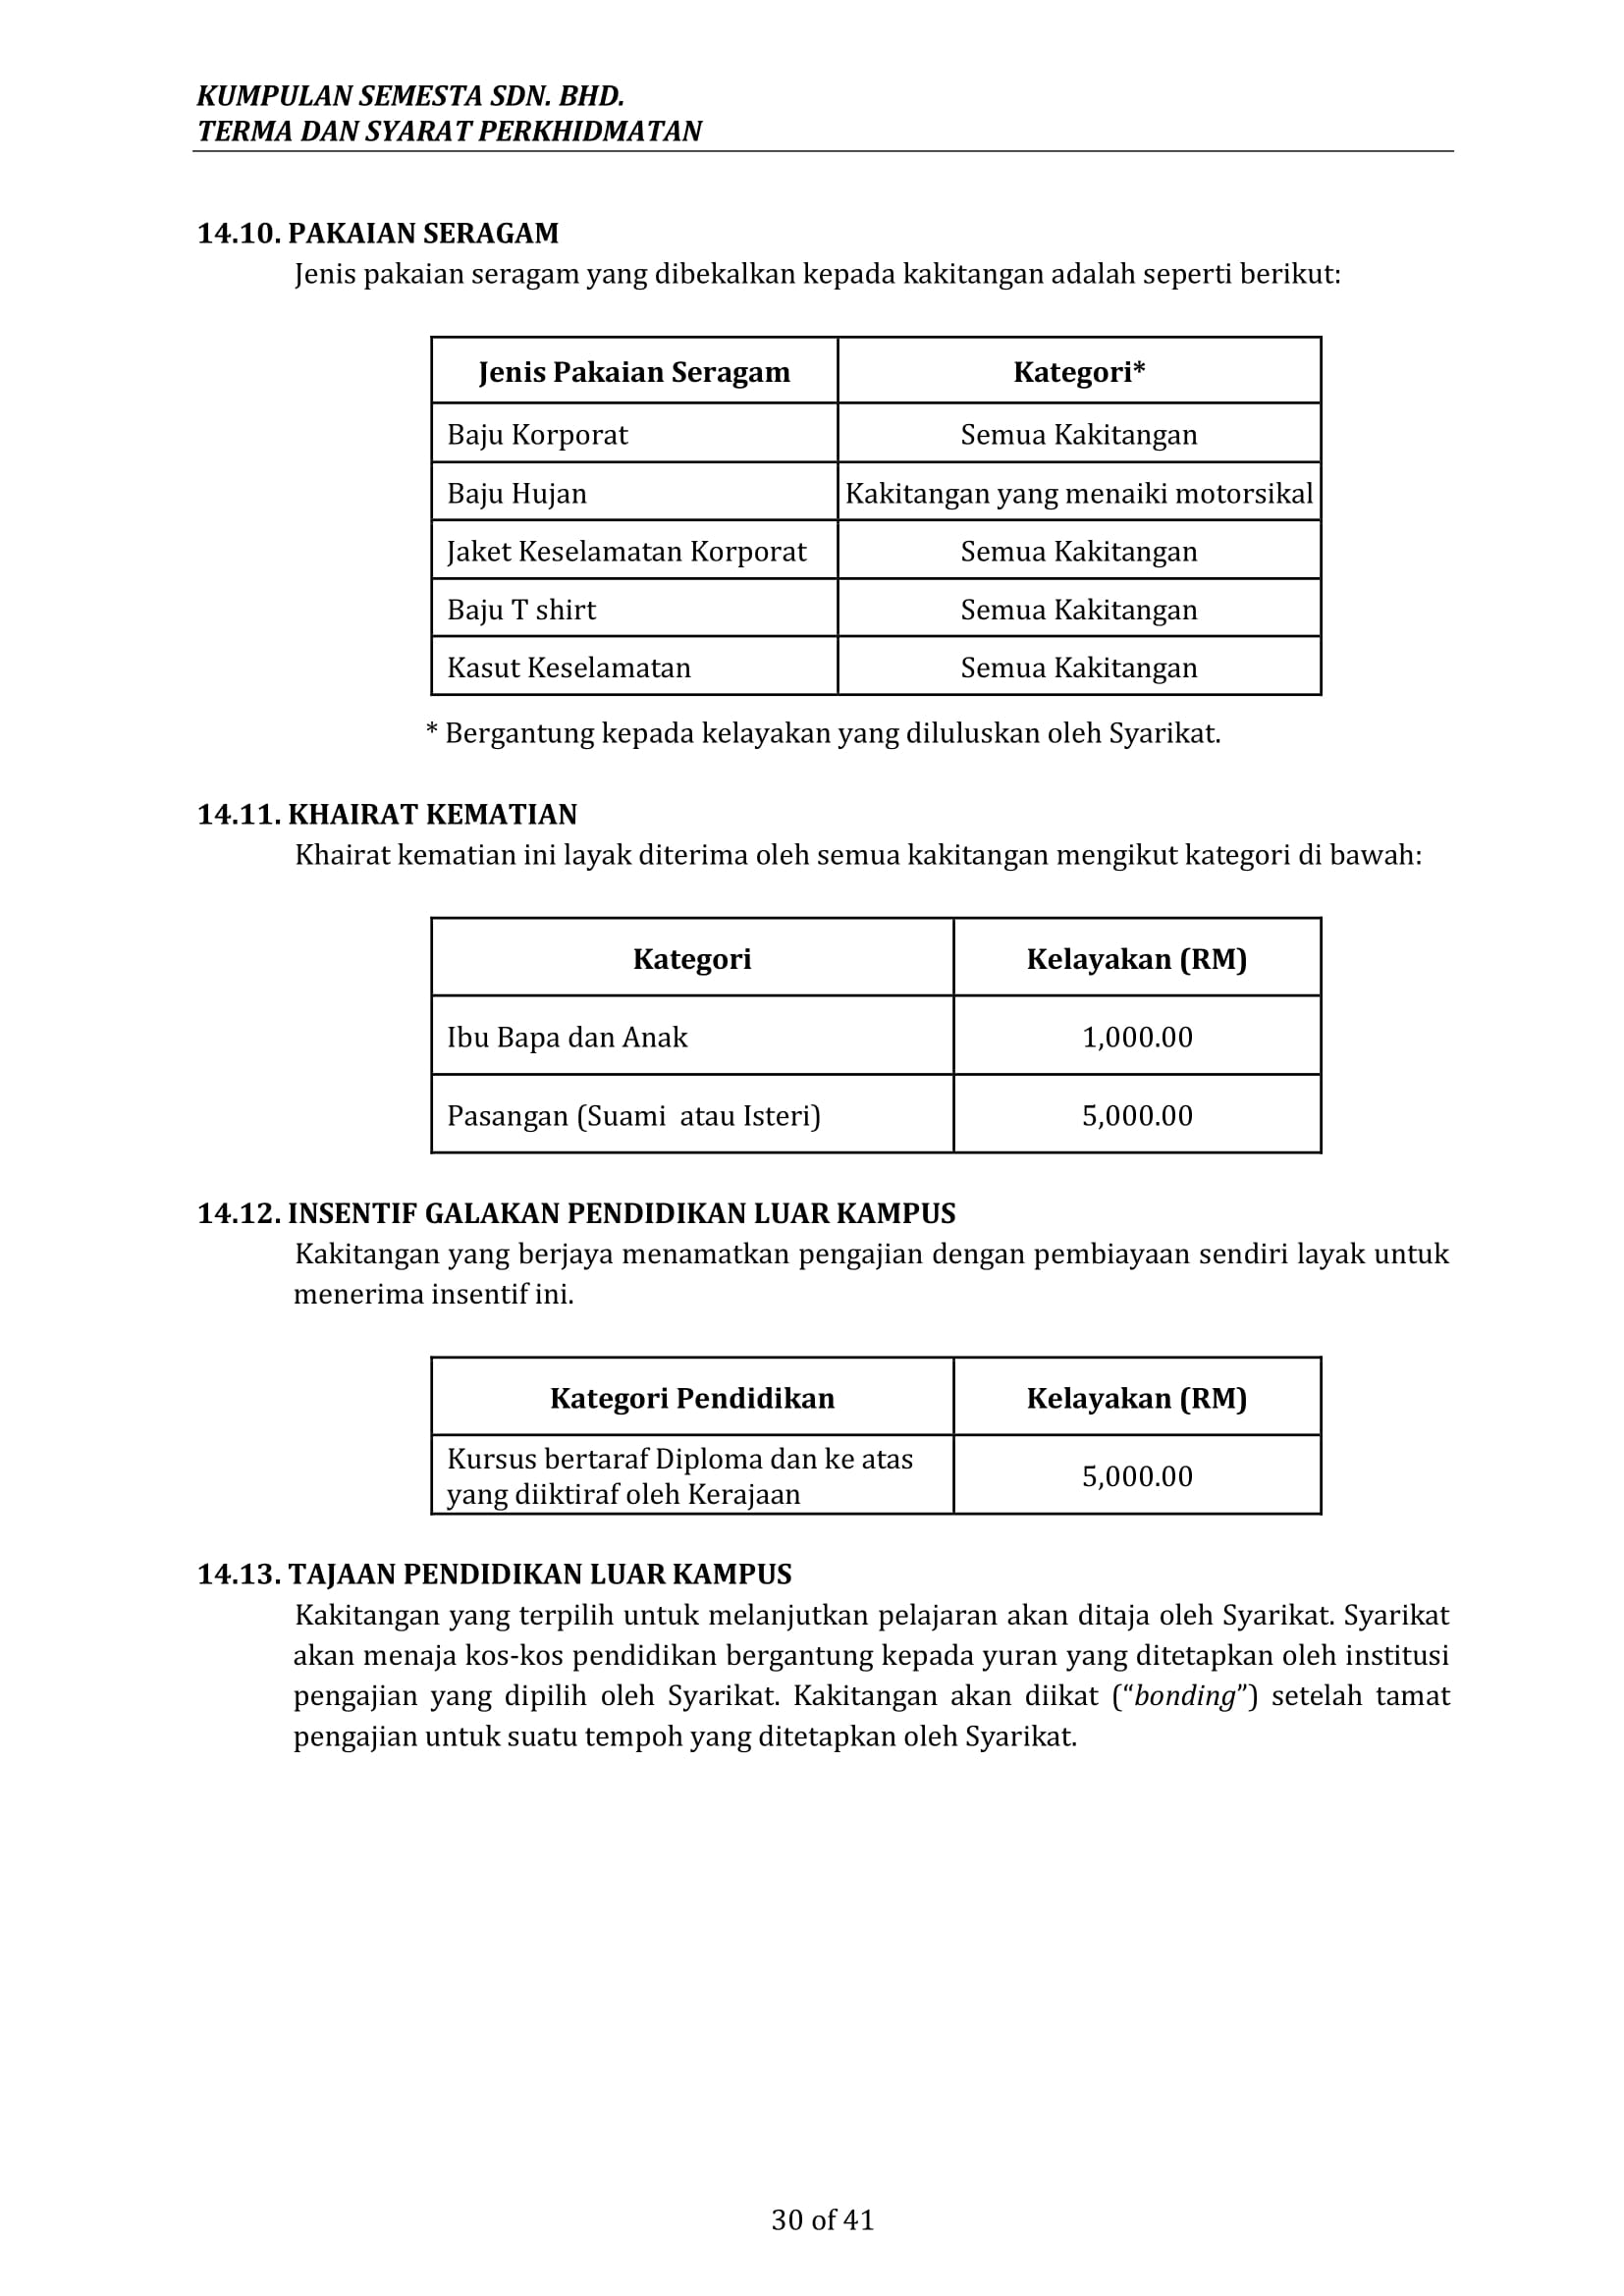 KUMPULAN SEMESTA SDN. BHD.
TERMA DAN SYARAT PERKHIDMATAN
14.10. PAKAIAN SERAGAM
Jenis pakaian seragam yang dibekalkan kepada kakitangan adalah seperti berikut:
Jenis Pakaian Seragam Kategori*
Baju Korporat Semua Kakitangan
Baju Hujan Kakitangan yang menaiki motorsikal
Jaket Keselamatan Korporat Semua Kakitangan
Baju T shirt Semua Kakitangan
Kasut Keselamatan Semua Kakitangan
* Bergantung kepada kelayakan yang diluluskan oleh Syarikat.
14.11. KHAIRAT KEMATIAN
Khairat kematian ini layak diterima oleh semua kakitangan mengikut kategori di bawah:
Kategori Kelayakan (RM)
Ibu Bapa dan Anak 1,000.00
Pasangan (Suami atau Isteri) 5,000.00
14.12. INSENTIF GALAKAN PENDIDIKAN LUAR KAMPUS
Kakitangan yang berjaya menamatkan pengajian dengan pembiayaan sendiri layak untuk
menerima insentif ini.
Kategori Pendidikan Kelayakan (RM)
Kursus bertaraf Diploma dan ke atas
yang diiktiraf oleh Kerajaan 5,000.00
14.13. TAJAAN PENDIDIKAN LUAR KAMPUS
Kakitangan yang terpilih untuk melanjutkan pelajaran akan ditaja oleh Syarikat. Syarikat
akan menaja kos-kos pendidikan bergantung kepada yuran yang ditetapkan oleh institusi
pengajian yang dipilih oleh Syarikat. Kakitangan akan diikat (“bonding”) setelah tamat
pengajian untuk suatu tempoh yang ditetapkan oleh Syarikat.
30 of 41